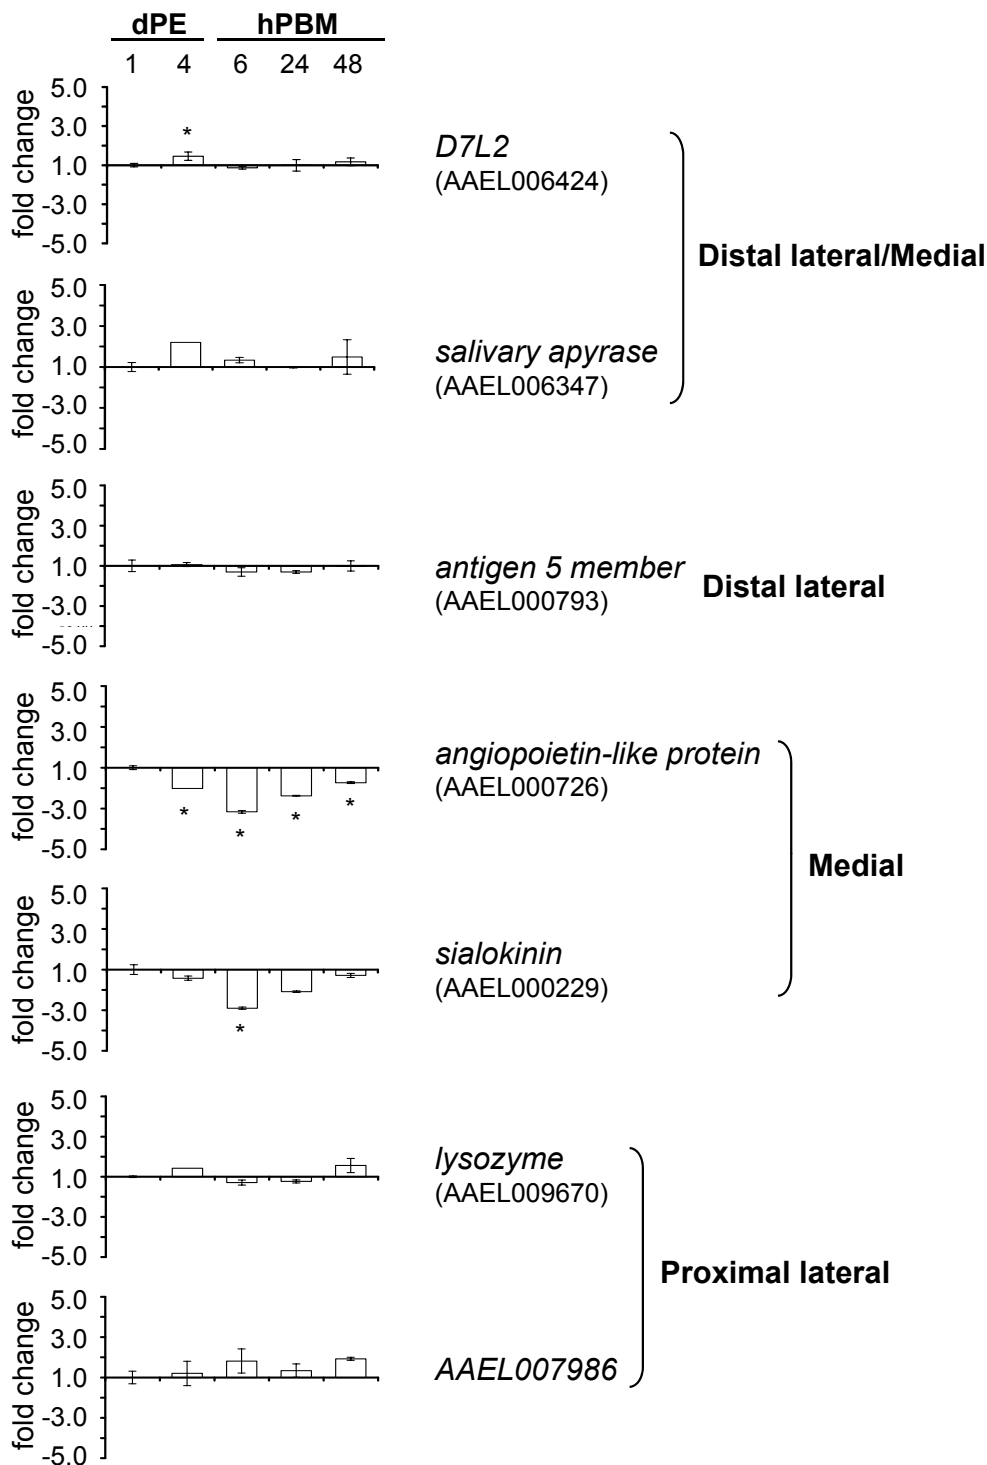 dPE hPBM
1 4 6 24 48
fold change
5.0
3.0
1.0
-3.0
-5.0
*
D7L2
(AAEL006424)
Distal lateral/Medial
fold change
5.0
3.0
1.0
-3.0
-5.0
salivary apyrase
(AAEL006347)
fold change
5.0
3.0
1.0
-3.0
-5.0
antigen 5 member
(AAEL000793)
Distal lateral
fold change
5.0
3.0
1.0
-3.0
-5.0
* * * *
angiopoietin-like protein
(AAEL000726)
Medial
fold change
5.0
3.0
1.0
-3.0
-5.0
*
sialokinin
(AAEL000229)
fold change
5.0
3.0
1.0
-3.0
-5.0
lysozyme
(AAEL009670)
Proximal lateral
fold change
5.0
3.0
1.0
-3.0
-5.0
AAEL007986